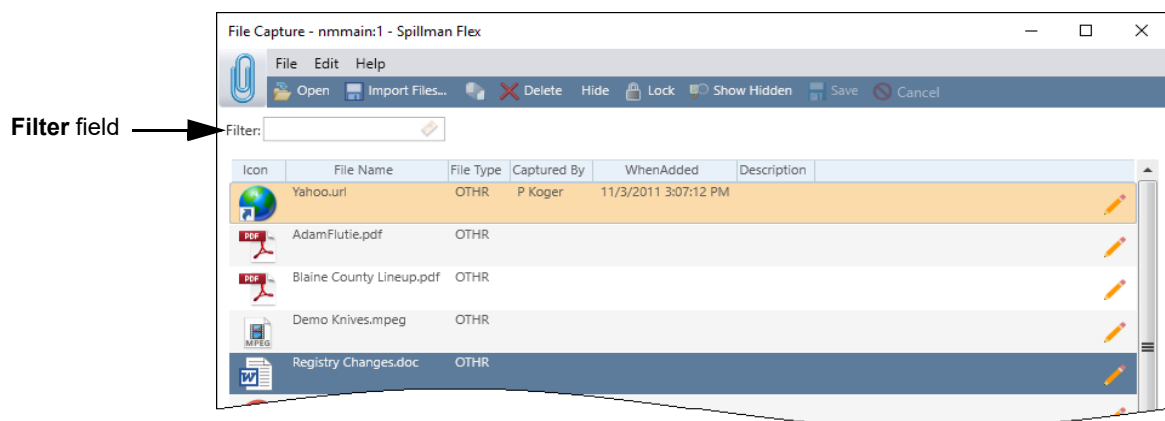 File Capture - nmmain:1 - Spillman Flex
File Edit Help
Open Import Files... Delete Hide Lock Show Hidden Save Cancel
Filter field
Filter:
Icon File Name File Type Captured By WhenAdded Description
Yahoo.url OTHR P Koger 11/3/2011 3:07:12 PM
PDF AdamFlutie.pdf OTHR
PDF Blaine County Lineup.pdf OTHR
Demo Knives.mpeg OTHR
MPEG
Registry Changes.doc OTHR
W